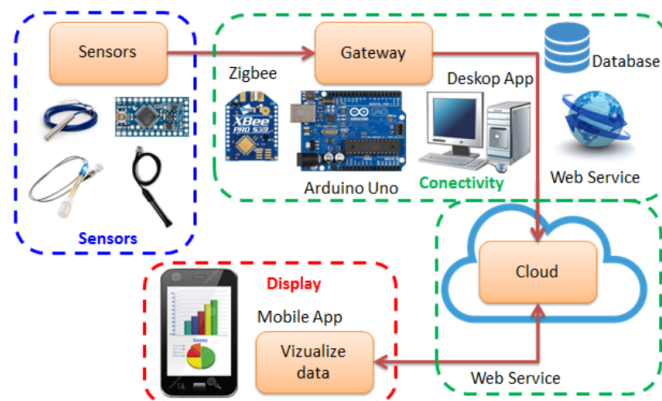 Sensors
Gateway
Database
Zigbee
Deskop App
XBee
PRO S3B
UNO
Web Service
Arduino Uno
Conectivity
Sensors
Cloud
Display
Mobile App
Vizualize
data
Web Service